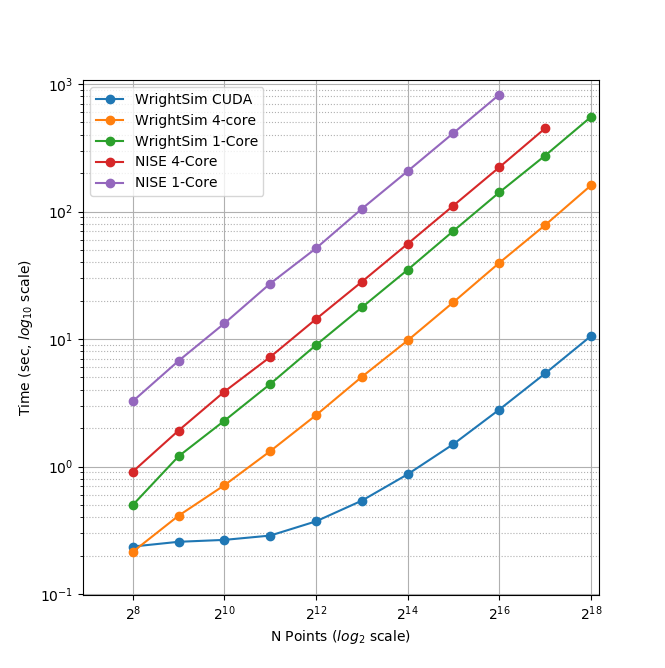 WrightSim CUDA
WrightSim 4-core
WrightSim 1-Core
NISE 4-Core
NISE 1-Core
10³
10²
10¹
10⁰
10⁻¹
Time (sec, log₁₀ scale)
2⁸ 2¹⁰ 2¹² 2¹⁴ 2¹⁶ 2¹⁸
N Points (log₂ scale)